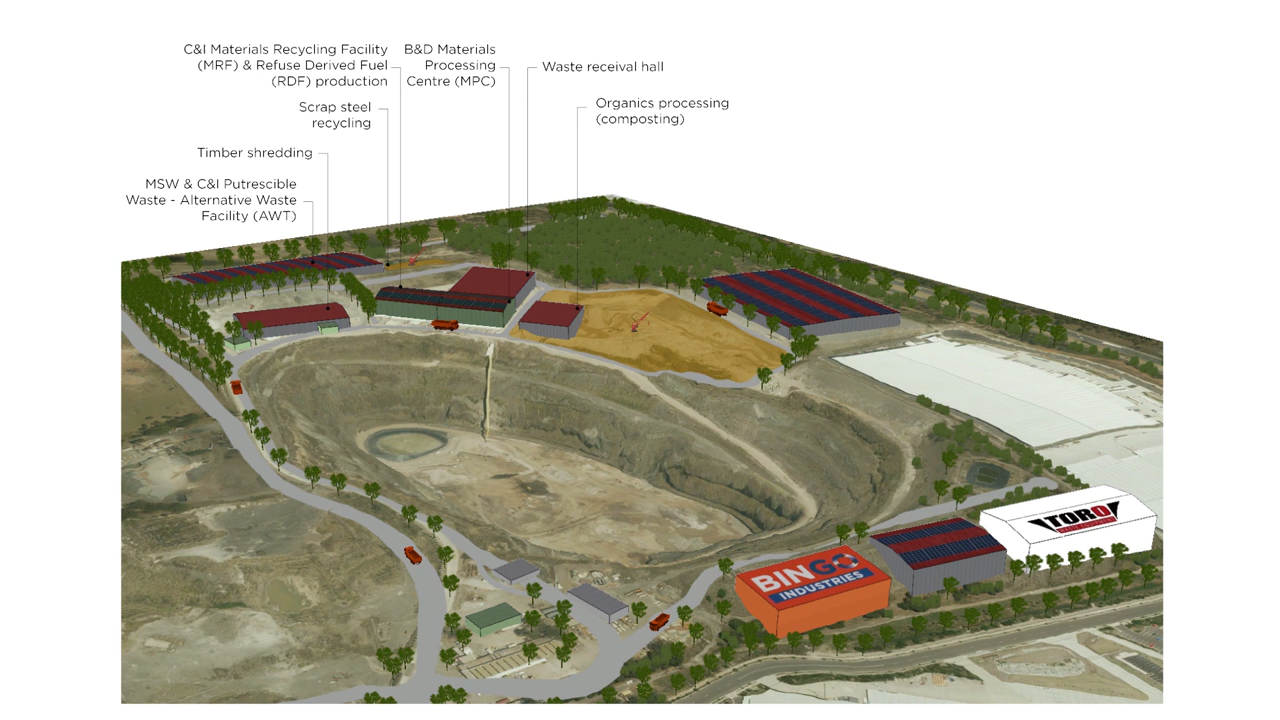 C&I Materials Recycling Facility
(MRF) & Refuse Derived Fuel
(RDF) production
B&D Materials
Processing
Centre (MPC)
Waste receival hall
Scrap steel
recycling
Organics processing
(composting)
Timber shredding
MSW & C&I Putrescible
Waste - Alternative Waste
Facility (AWT)
TORO
BINGO
INDUSTRIES